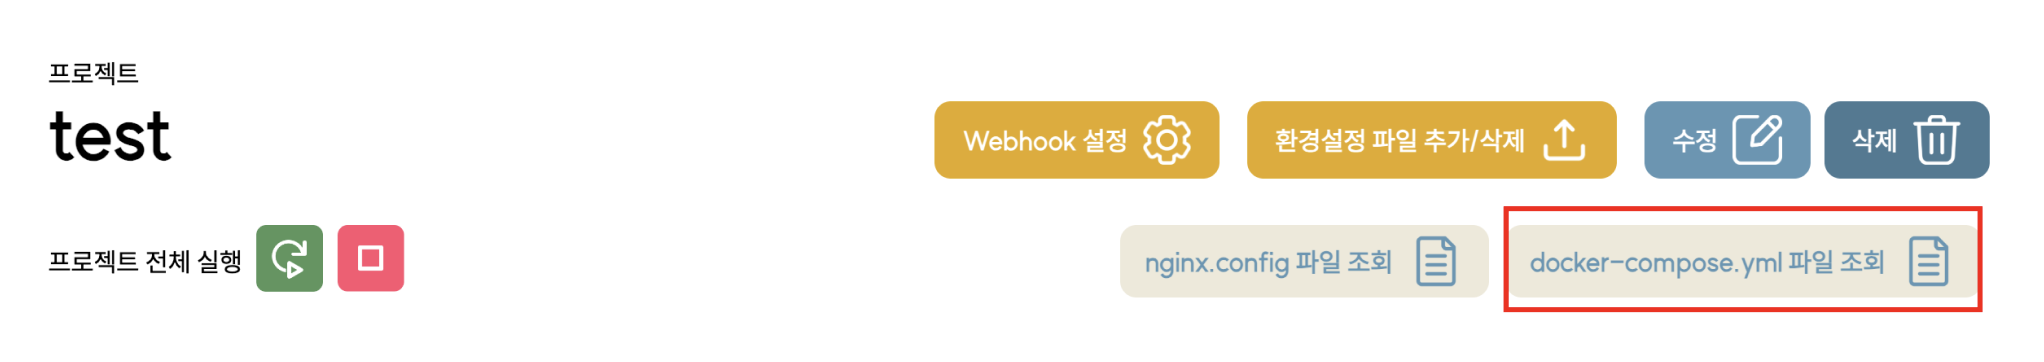 프로젝트
test
Webhook 설정
환경설정 파일 추가/삭제
수정
삭제
프로젝트 전체 실행
nginx.config 파일 조회
docker-compose.yml 파일 조회